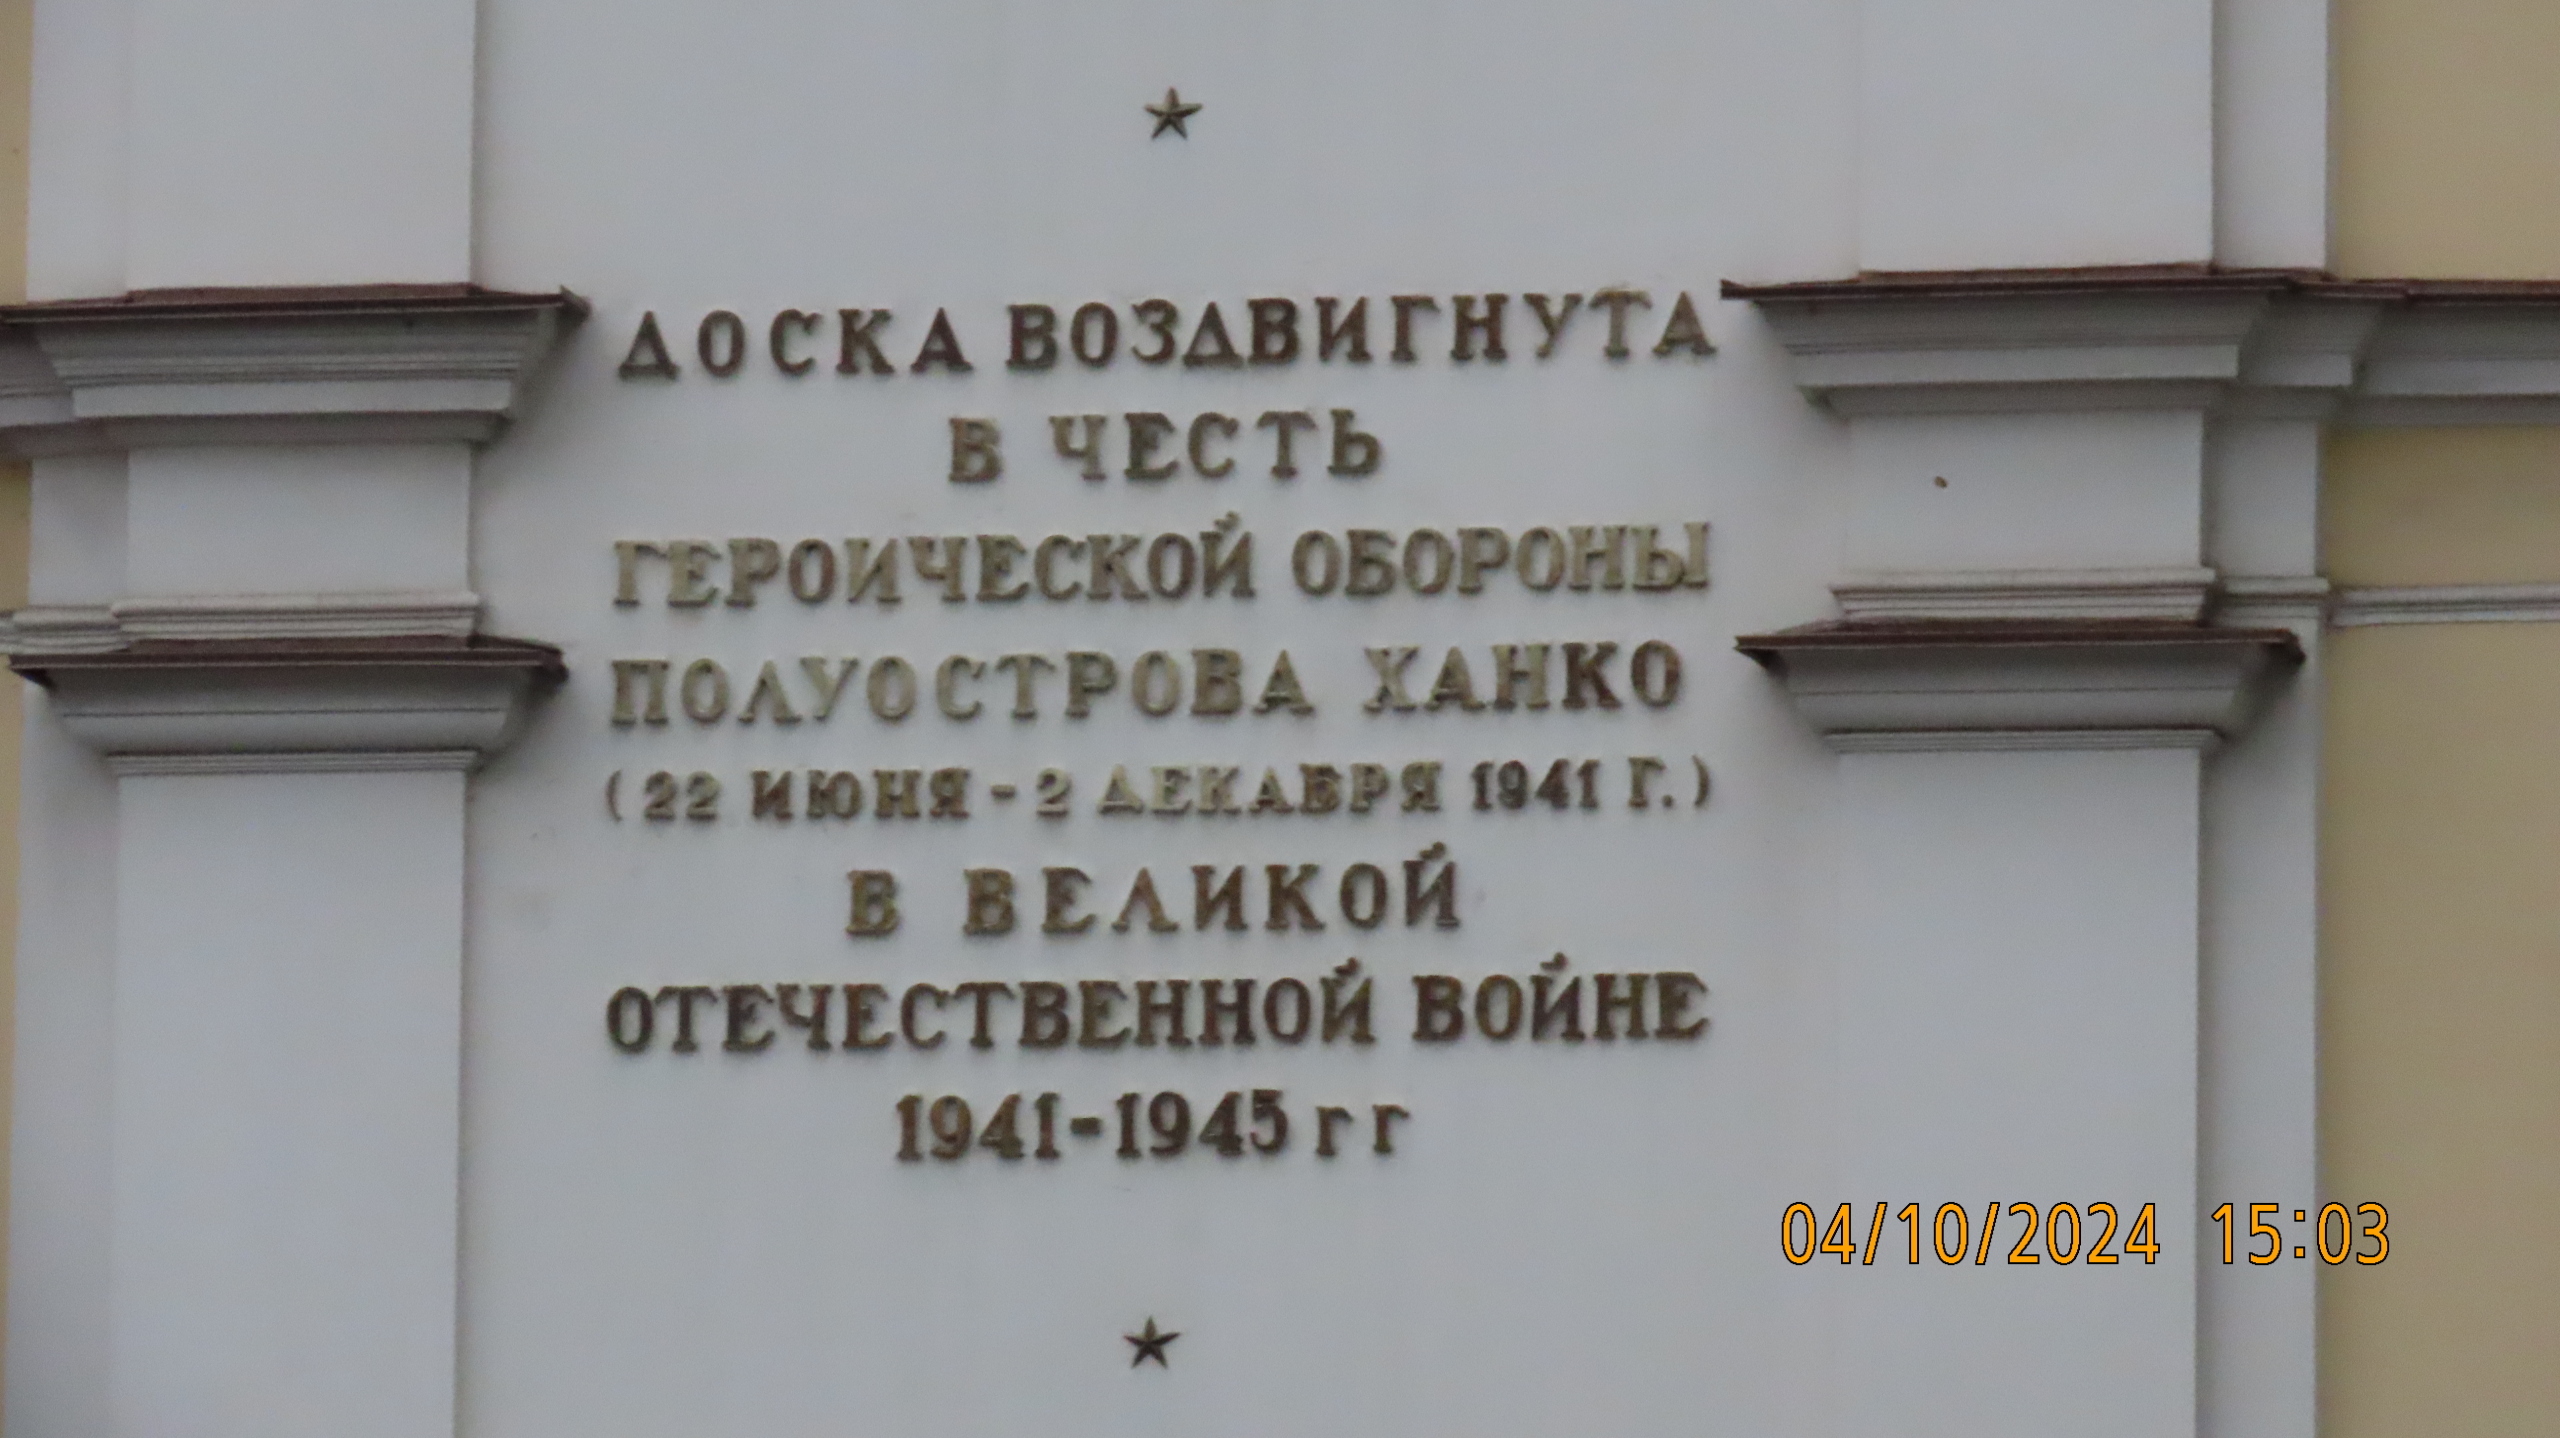 ДОСКА ВОЗДВИГНУТА
В ЧЕСТЬ
ГЕРОИЧЕСКОЙ ОБОРОНЫ
ПОЛУОСТРОВА ХАНКО
(22 ИЮНЯ - 2 ДЕКАБРЯ 1941 Г.)
В ВЕЛИКОЙ
ОТЕЧЕСТВЕННОЙ ВОЙНЕ
1941-1945 гг
04/10/2024 15:03